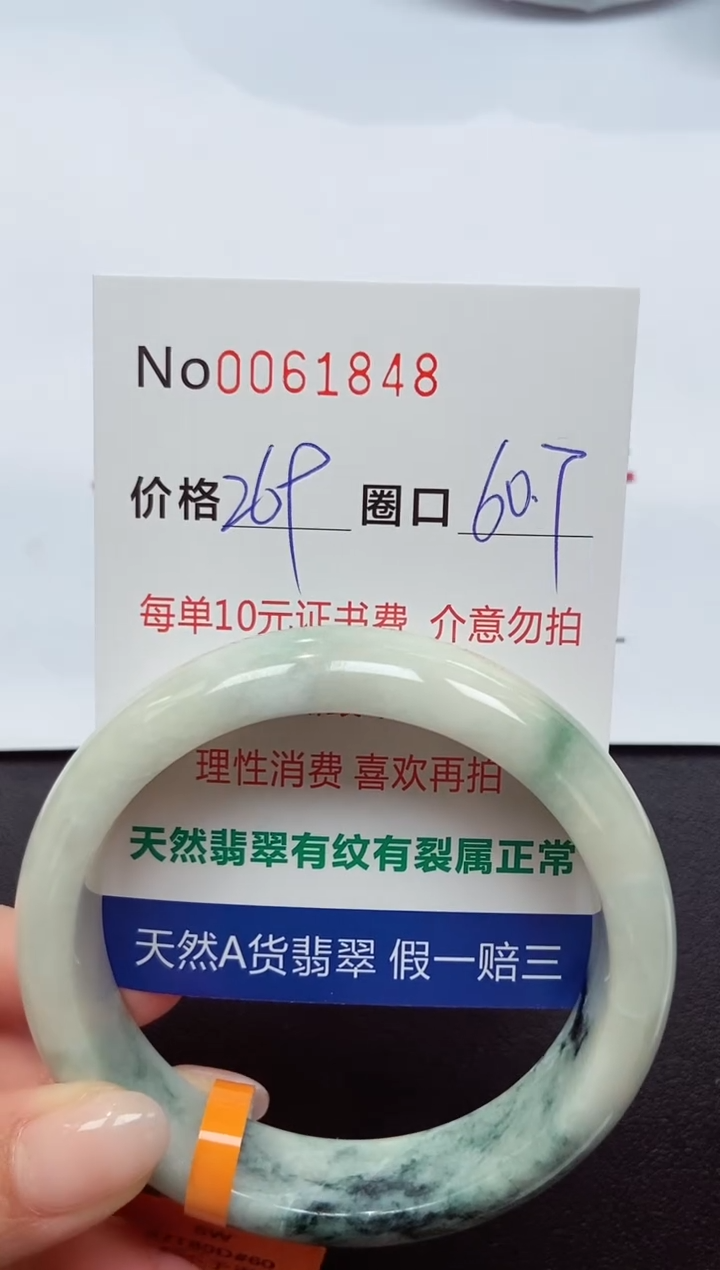 No0061848
价格269 圈口60.7
每单10元证书费 介意勿拍
理性消费 喜欢再拍
天然翡翠有纹有裂属正常
天然A货翡翠 假一赔三